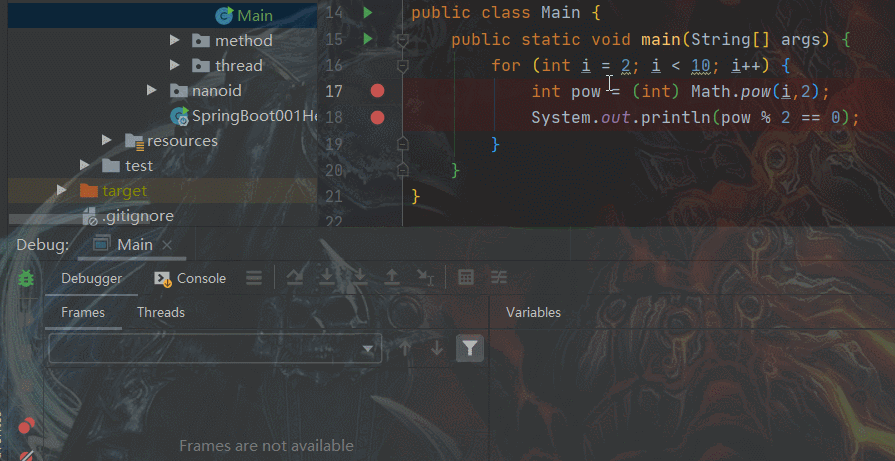 Main
method
thread
nanoid
SpringBoot001He
resources
test
target
.gitignore
14 public class Main {
15 public static void main(String[] args) {
16 for (int i = 2; i < 10; i++) {
17 int pow = (int) Math.pow(i,2);
18 System.out.println(pow % 2 == 0);
19 }
20 }
21 }
22
Debug: Main
Debugger Console
Frames Threads Variables
Frames are not available